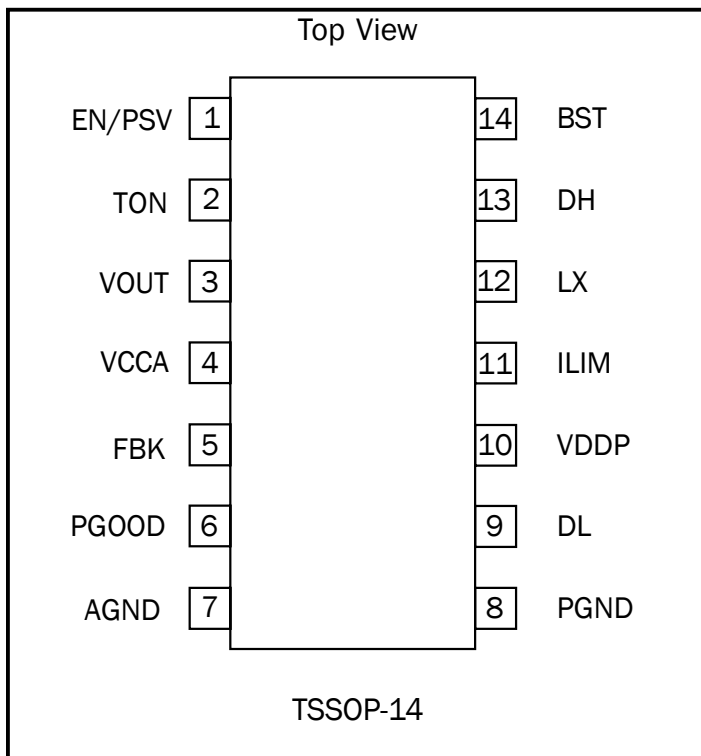 Top View
EN/PSV 1 14 BST
TON 2 13 DH
VOUT 3 12 LX
VCCA 4 11 ILIM
FBK 5 10 VDDP
PGOOD 6 9 DL
AGND 7 8 PGND
TSSOP-14